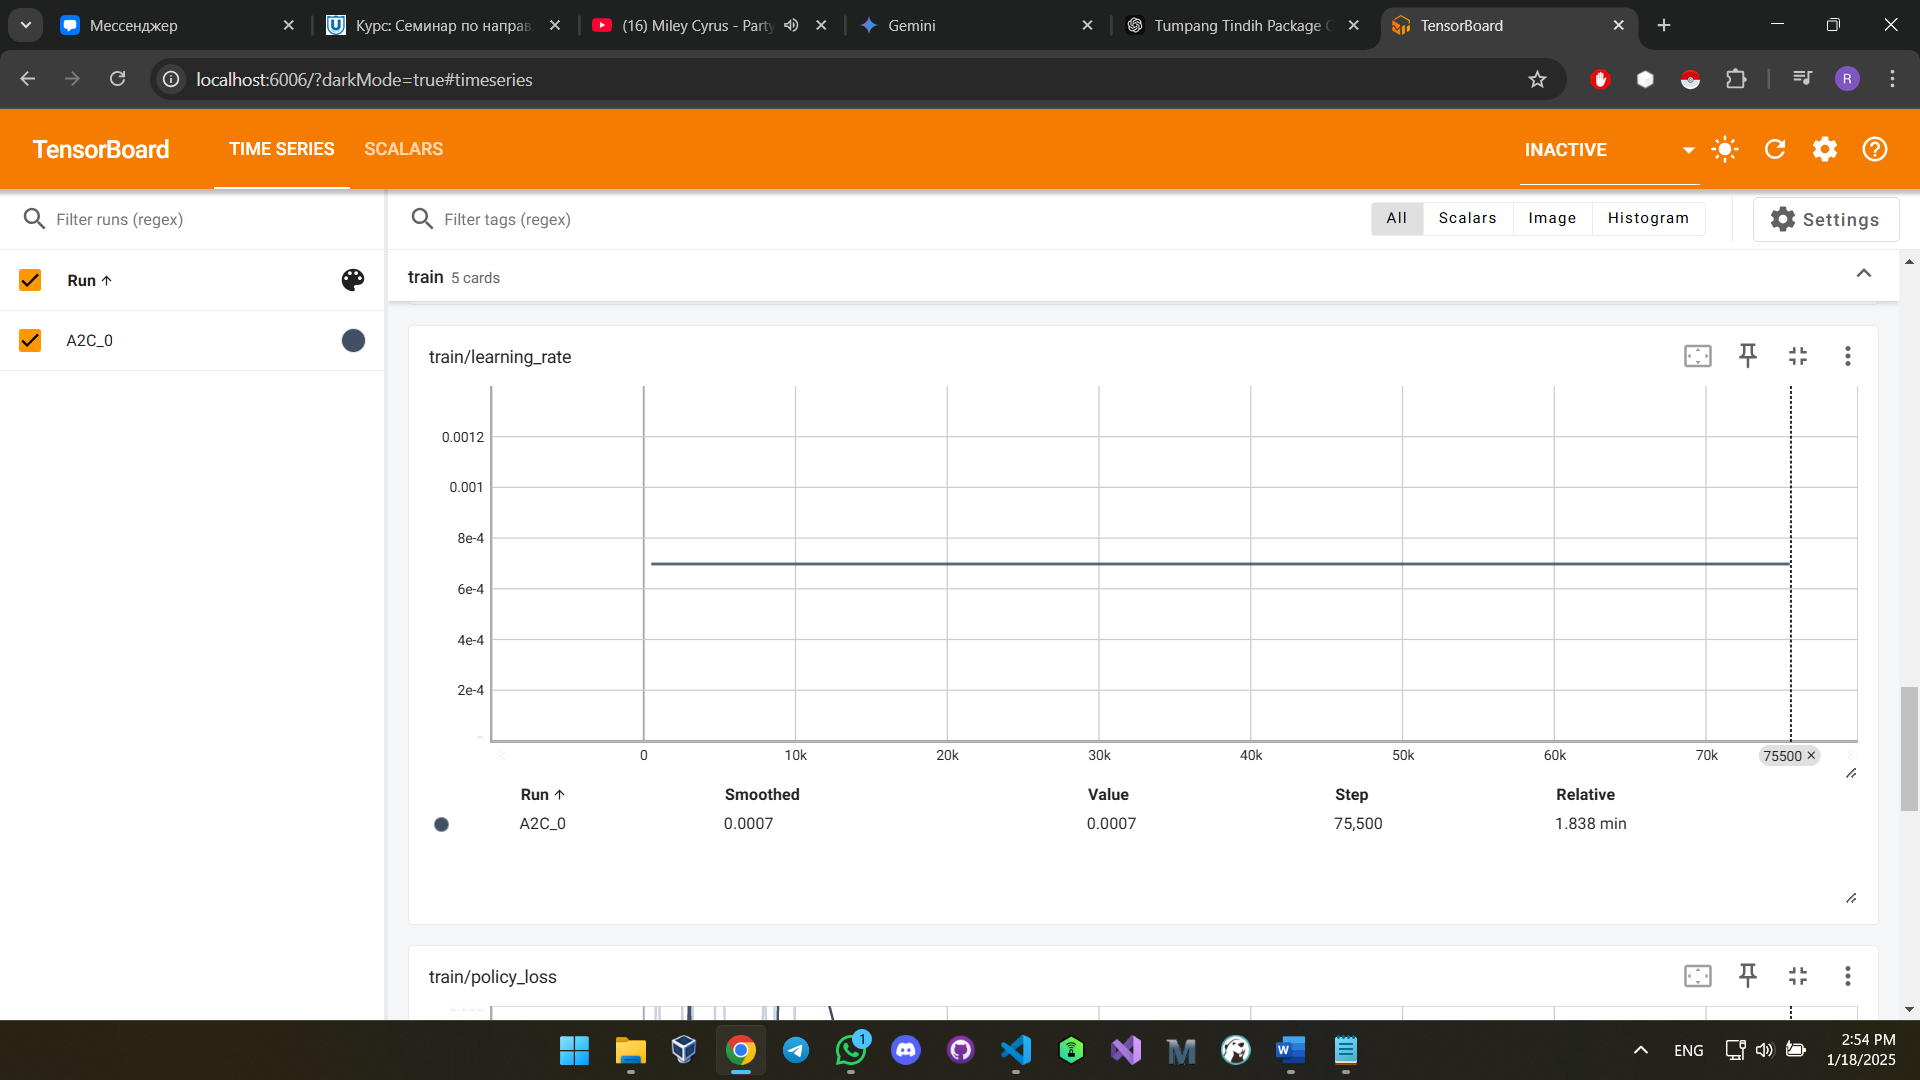 Мессенджер
Курс: Семинар по направ
(16) Miley Cyrus - Party
Gemini
Tumpang Tindih Package C
TensorBoard
localhost:6006/?darkMode=true#timeseries
R
TensorBoard
TIME SERIES
SCALARS
INACTIVE
Filter runs (regex)
Filter tags (regex)
All
Scalars
Image
Histogram
Settings
Run
train 5 cards
A2C_0
train/learning_rate
0.0012
0.001
8e-4
6e-4
4e-4
2e-4
0
10k
20k
30k
40k
50k
60k
70k
75500
Run
Smoothed
Value
Step
Relative
A2C_0
0.0007
0.0007
75,500
1.838 min
train/policy_loss
1
ENG
2:54 PM
1/18/2025